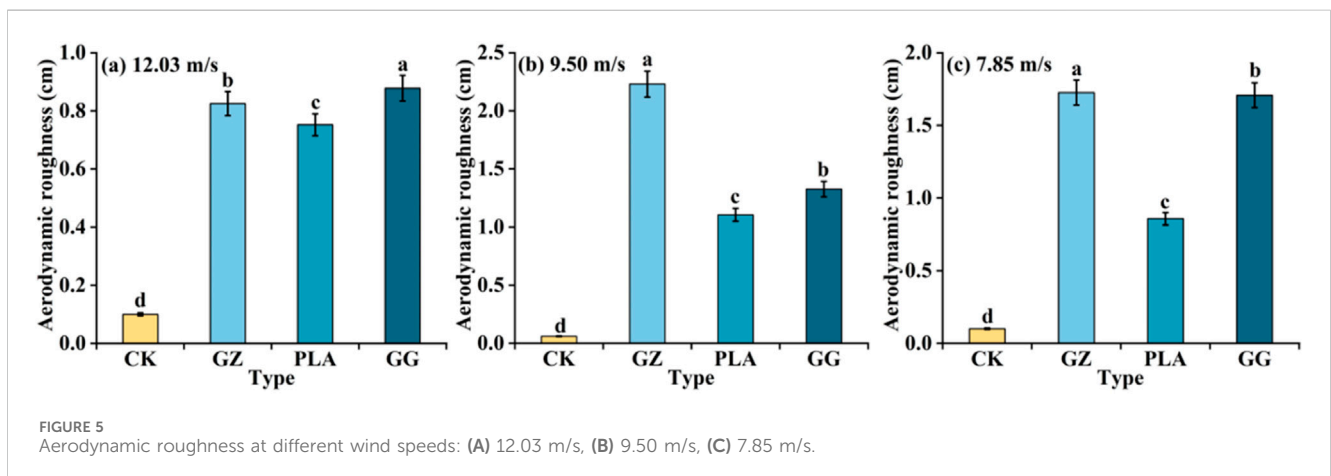 (a) 12.03 m/s
Aerodynamic roughness (cm)
1.0
0.8
0.6
0.4
0.2
0.0
d
b
c
a
CK GZ PLA GG
Type
(b) 9.50 m/s
Aerodynamic roughness (cm)
2.5
2.0
1.5
1.0
0.5
0.0
d
a
c
b
CK GZ PLA GG
Type
(c) 7.85 m/s
Aerodynamic roughness (cm)
2.0
1.5
1.0
0.5
0.0
d
a
c
b
CK GZ PLA GG
Type
FIGURE 5
Aerodynamic roughness at different wind speeds: (A) 12.03 m/s, (B) 9.50 m/s, (C) 7.85 m/s.